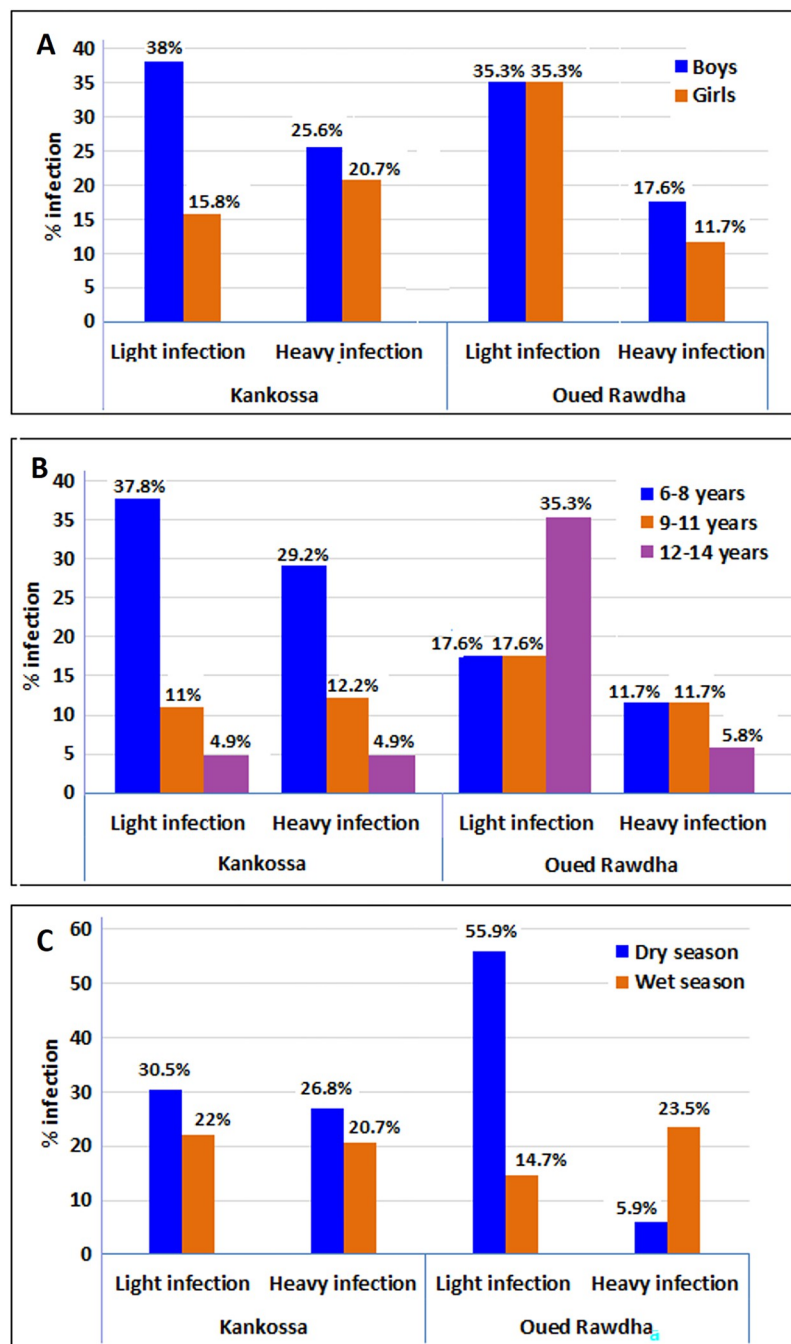 A
Boys
Girls
% infection
40
35
30
25
20
15
10
5
0
38%
15.8%
25.6%
20.7%
35.3% 35.3%
17.6%
11.7%
Light infection Heavy infection Light infection Heavy infection
Kankossa Oued Rawdha
B
6-8 years
9-11 years
12-14 years
% infection
40
35
30
25
20
15
10
5
0
37.8%
11%
4.9%
29.2%
12.2%
4.9%
17.6% 17.6%
35.3%
11.7% 11.7%
5.8%
Light infection Heavy infection Light infection Heavy infection
Kankossa Oued Rawdha
C
Dry season
Wet season
% infection
60
50
40
30
20
10
0
30.5%
22%
26.8%
20.7%
55.9%
14.7%
5.9%
23.5%
Light infection Heavy infection Light infection Heavy infection
Kankossa Oued Rawdha